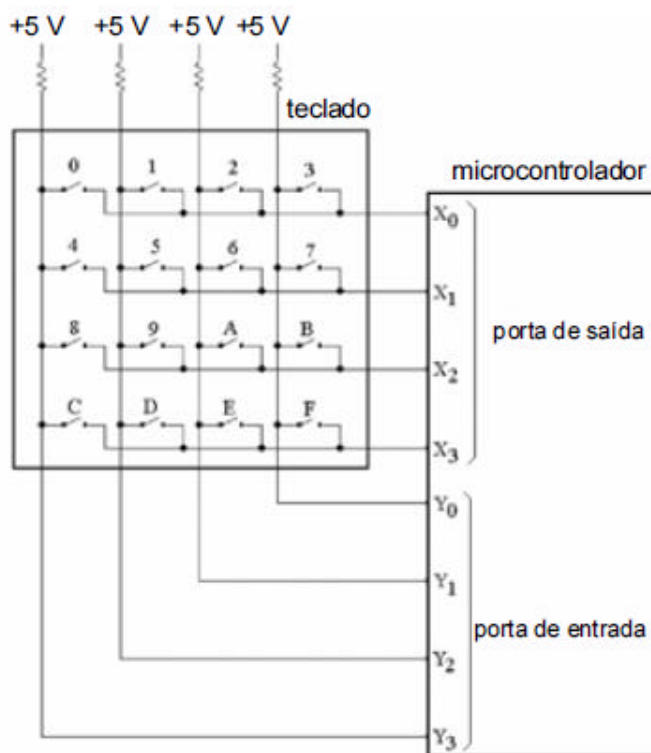 +5 V +5 V +5 V +5 V
teclado
microcontrolador
0 1 2 3
X0
4 5 6 7
X1
porta de saída
8 9 A B
X2
C D E F
X3
Y0
Y1
porta de entrada
Y2
Y3